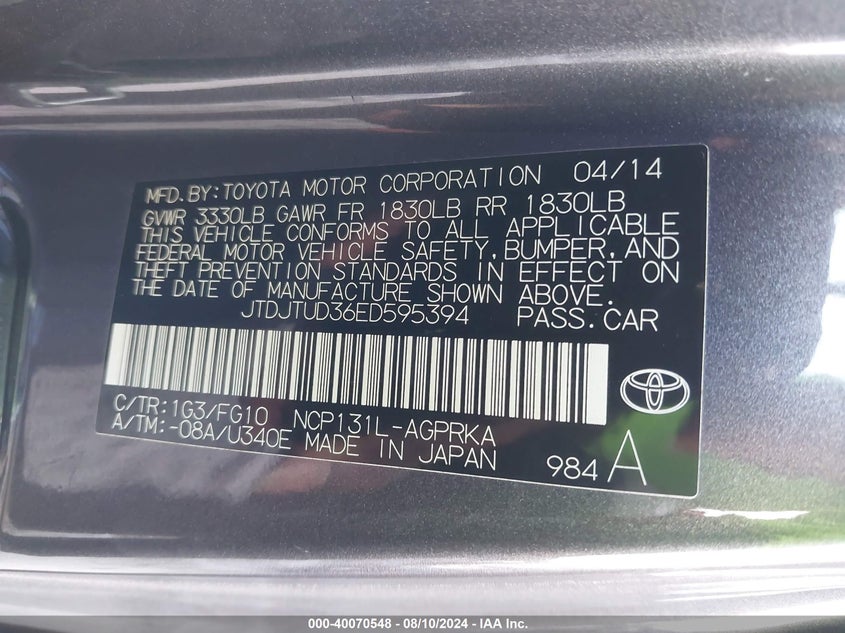 MFD.BY:TOYOTA MOTOR CORPORATION 04/14
GVWR 3330LB GAWR FR 1830LB RR 1830LB
THIS VEHICLE CONFORMS TO ALL APPLICABLE
FEDERAL MOTOR VEHICLE SAFETY,BUMPER,AND
THEFT PREVENTION STANDARDS IN EFFECT ON
THE DATE OF MANUFACTURE SHOWN ABOVE.
JTDJTUD36ED595394 PASS.CAR
C/TR:1G3/FG10 NCP131L-AGPRKA
A/TM:-08A/U340E MADE IN JAPAN
984 A
000-40070548 - 08/10/2024 - IAA Inc.